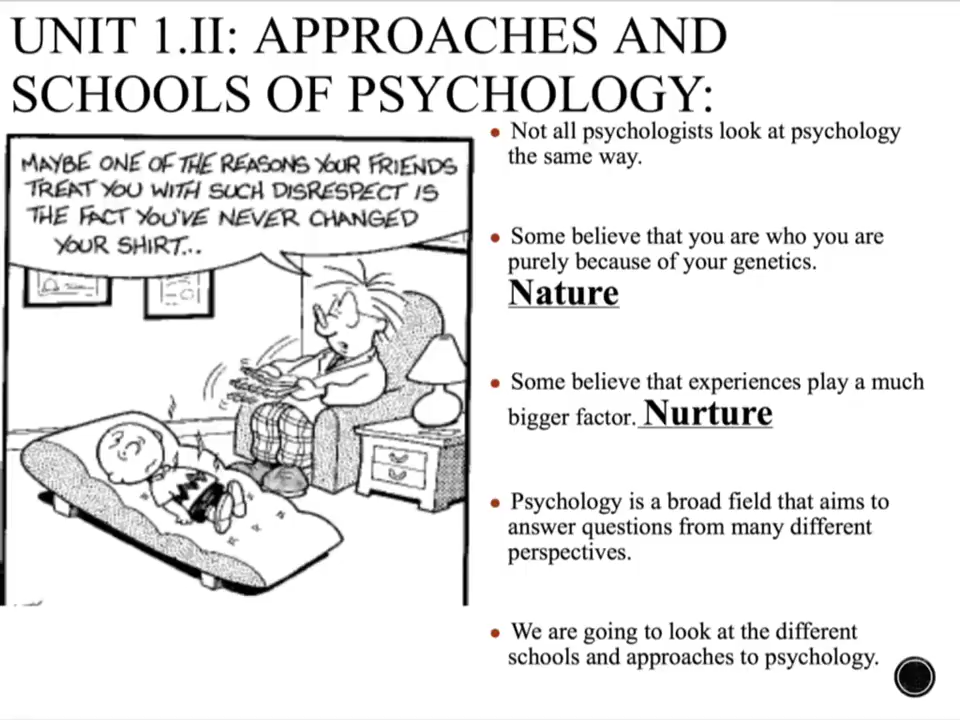 UNIT 1.II: APPROACHES AND
SCHOOLS OF PSYCHOLOGY:
MAYBE ONE OF THE REASONS YOUR FRIENDS
TREAT YOU WITH SUCH DISRESPECT IS
THE FACT YOU'VE NEVER CHANGED
YOUR SHIRT...
• Not all psychologists look at psychology
the same way.
• Some believe that you are who you are
purely because of your genetics.
Nature
• Some believe that experiences play a much
bigger factor. Nurture
• Psychology is a broad field that aims to
answer questions from many different
perspectives.
• We are going to look at the different
schools and approaches to psychology.